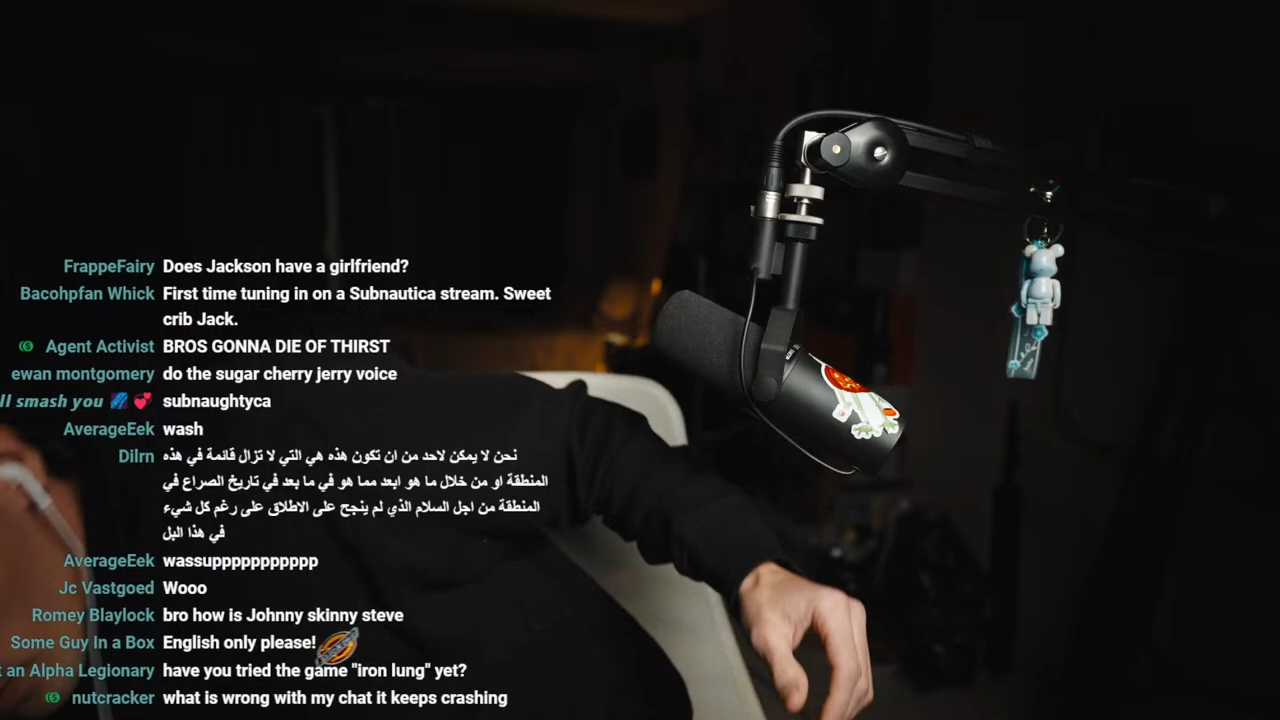 FrappeFairy Does Jackson have a girlfriend?
Bacohpfan Whick First time tuning in on a Subnautica stream. Sweet
crib Jack.
Agent Activist BROS GONNA DIE OF THIRST
ewan montgomery do the sugar cherry jerry voice
ll smash you 🌌 💞 subnaughtyca
AverageEek wash
Dilrn نحن لا يمكن لاحد من ان تكون هذه هي التي لا تزال قائمة في هذه
المنطقة او من خلال ما هو ابعد مما هو في ما بعد في تاريخ الصراع في
المنطقة من اجل السلام الذي لم ينجح على الاطلاق على رغم كل شيء
في هذا البل
AverageEek wassupppppppppp
Jc Vastgoed Wooo
Romey Blaylock bro how is Johnny skinny steve
Some Guy In a Box English only please!
t an Alpha Legionary have you tried the game "iron lung" yet?
nutcracker what is wrong with my chat it keeps crashing